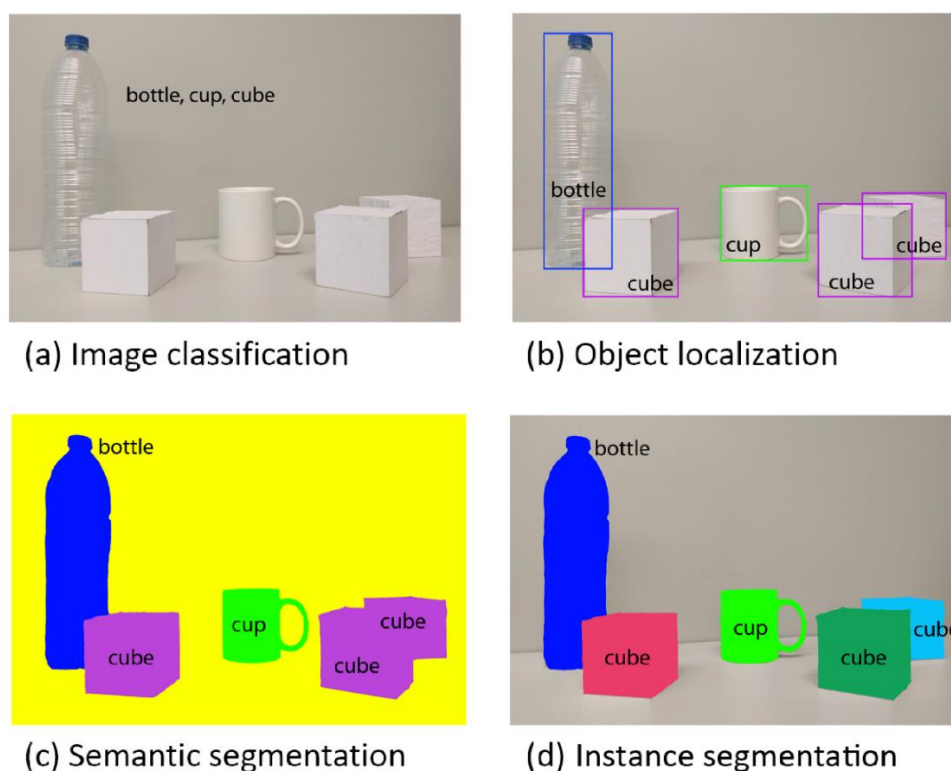 bottle, cup, cube
bottle
cup
cube
cube
cube
(a) Image classification
(b) Object localization
bottle
cup
cube
cube
cube
bottle
cup
cube
cube
cube
(c) Semantic segmentation
(d) Instance segmentation